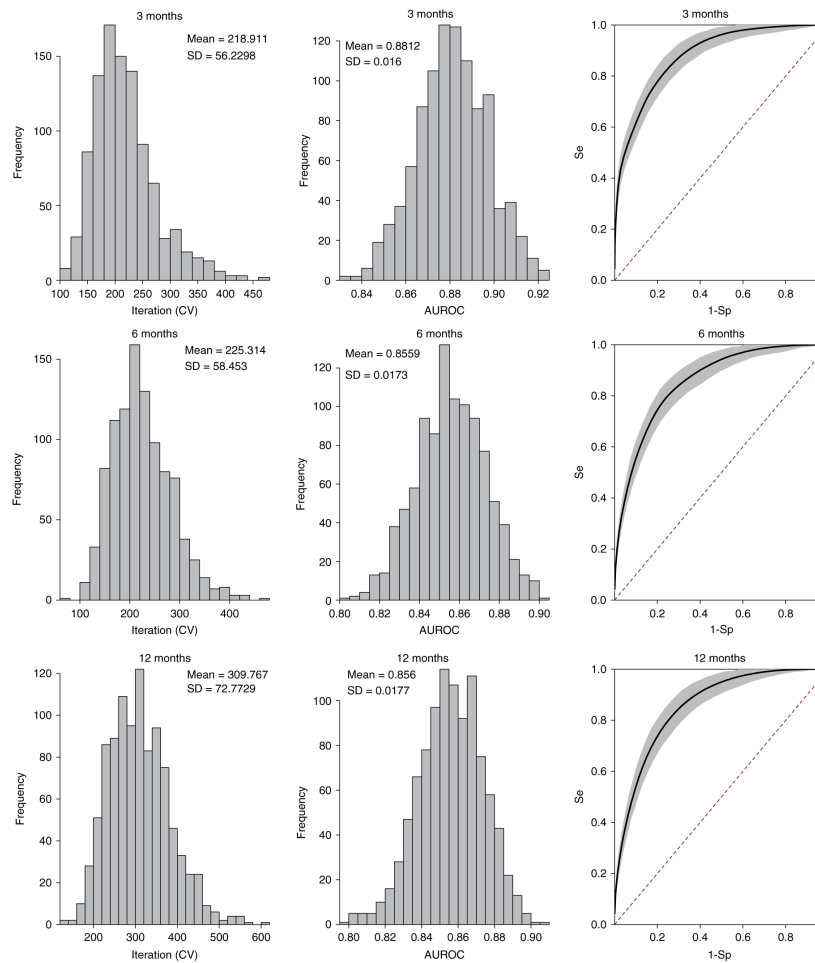 3 months
Mean = 218.911
SD = 56.2298
150
100
50
0
Frequency
100 150 200 250 300 350 400 450
Iteration (CV)
3 months
Mean = 0.8812
SD = 0.016
120
100
80
60
40
20
0
Frequency
0.84 0.86 0.88 0.90 0.92
AUROC
3 months
1.0
0.8
0.6
0.4
0.2
0.0
Se
0.2 0.4 0.6 0.8
1-Sp
6 months
Mean = 225.314
SD = 58.453
150
100
50
0
Frequency
100 200 300 400
Iteration (CV)
6 months
Mean = 0.8559
SD = 0.0173
120
100
80
60
40
20
0
Frequency
0.80 0.82 0.84 0.86 0.88 0.90
AUROC
6 months
1.0
0.8
0.6
0.4
0.2
0.0
Se
0.2 0.4 0.6 0.8
1-Sp
12 months
Mean = 309.767
SD = 72.7729
120
100
80
60
40
20
0
Frequency
200 300 400 500 600
Iteration (CV)
12 months
Mean = 0.856
SD = 0.0177
100
80
60
40
20
0
Frequency
0.80 0.82 0.84 0.86 0.88 0.90
AUROC
12 months
1.0
0.8
0.6
0.4
0.2
0.0
Se
0.2 0.4 0.6 0.8
1-Sp